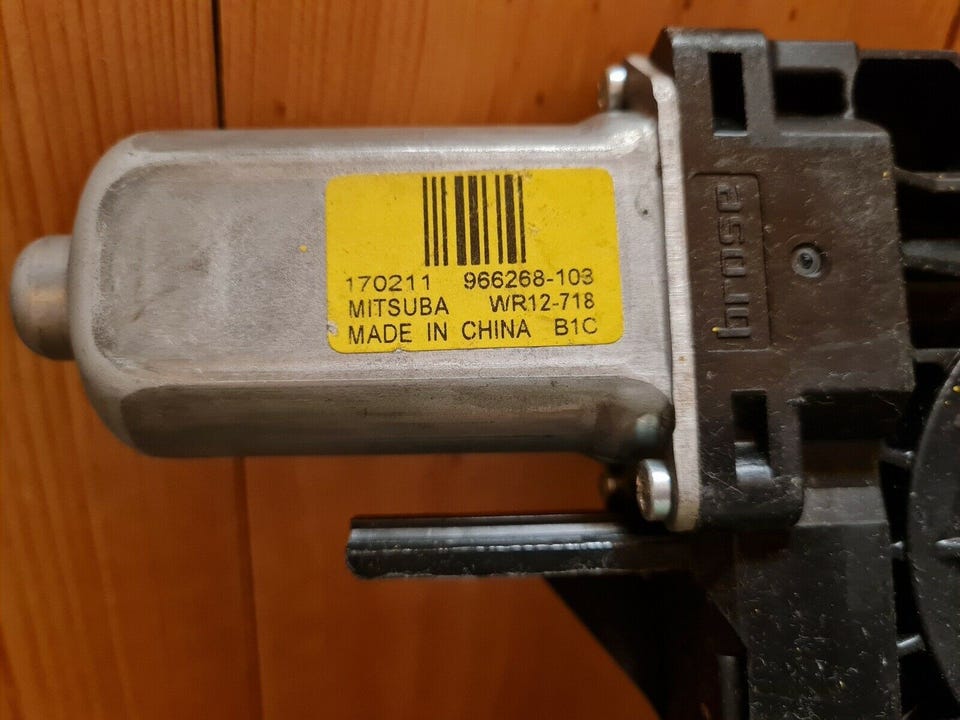 170211 966268-103
MITSUBA WR12-718
MADE IN CHINA B1C
brose